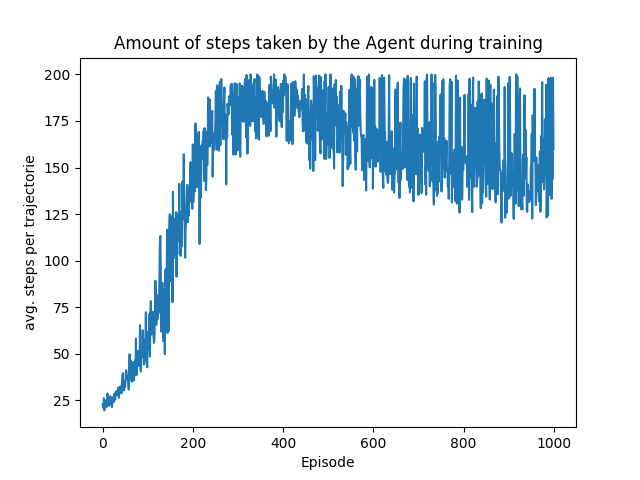 Amount of steps taken by the Agent during training
avg. steps per trajectorie
200
175
150
125
100
75
50
25
0 200 400 600 800 1000
Episode